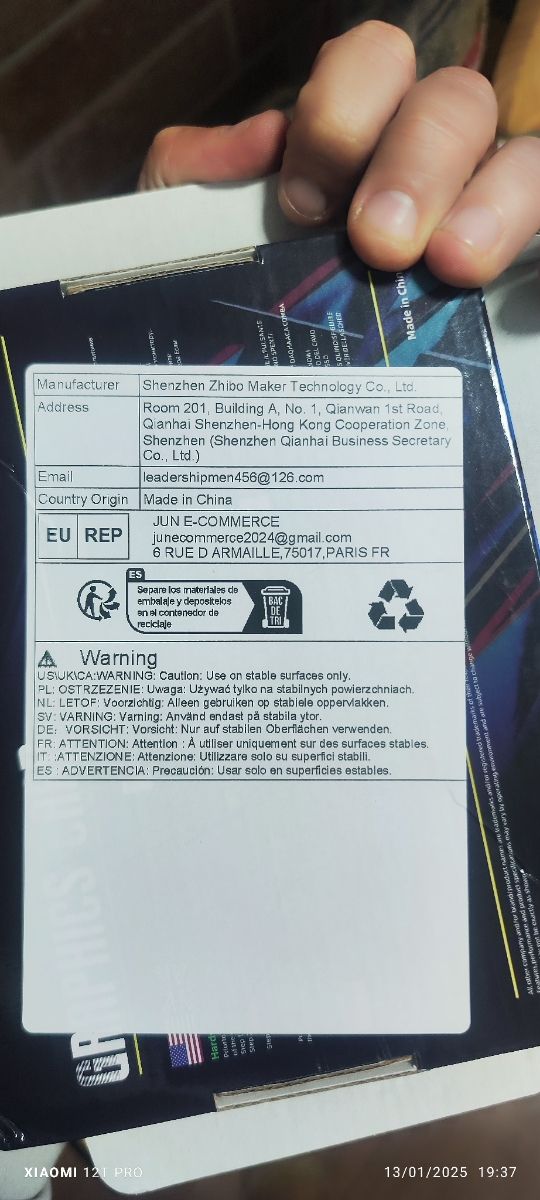 Made in Chin
Manufacturer Shenzhen Zhibo Maker Technology Co., Ltd.
Address Room 201, Building A, No. 1, Qianwan 1st Road,
Qianhai Shenzhen-Hong Kong Cooperation Zone,
Shenzhen (Shenzhen Qianhai Business Secretary
Co., Ltd.)
Email leadershipmen456@126.com
Country Origin Made in China
EU REP
JUN E-COMMERCE
junecommerce2024@gmail.com
6 RUE D ARMAILLE,75017,PARIS FR
ES
Separe los materiales de
embalaje y depositelos
en el contenedor de
reciclaje
BAC
DE
TRI
Warning
US\UK\CA:WARNING: Caution: Use on stable surfaces only.
PL: OSTRZEZENIE: Uwaga: Używać tylko na stabilnych powierzchniach.
NL: LETOF: Voorzichtig: Alleen gebruiken op stabiele oppervlakken.
SV: VARNING: Varning: Använd endast på stabila ytor.
DE: VORSICHT: Vorsicht: Nur auf stabilen Oberflächen verwenden.
FR: ATTENTION: Attention : À utiliser uniquement sur des surfaces stables.
IT: :ATTENZIONE: Attenzione: Utilizzare solo su superfici stabili.
ES : ADVERTENCIA: Precaución: Usar solo en superficies estables.
XIAOMI 12T PRO
13/01/2025 19:37